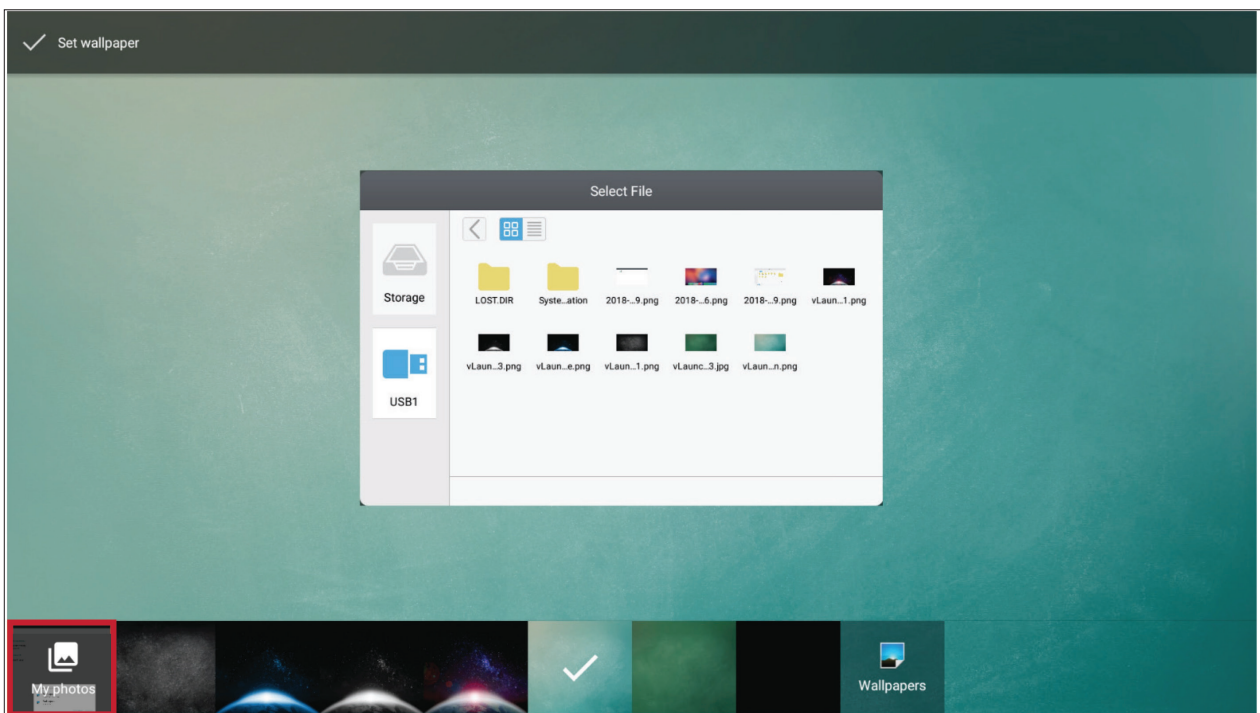 Set wallpaper
Select File
Storage
LOST.DIR Syste...ation 2018-...9.png 2018-...6.png 2018-...9.png vLaun...1.png
vLaun...3.png vLaun...e.png vLaun...1.png vLaunc...3.jpg vLaun...n.png
USB1
My photos
Wallpapers